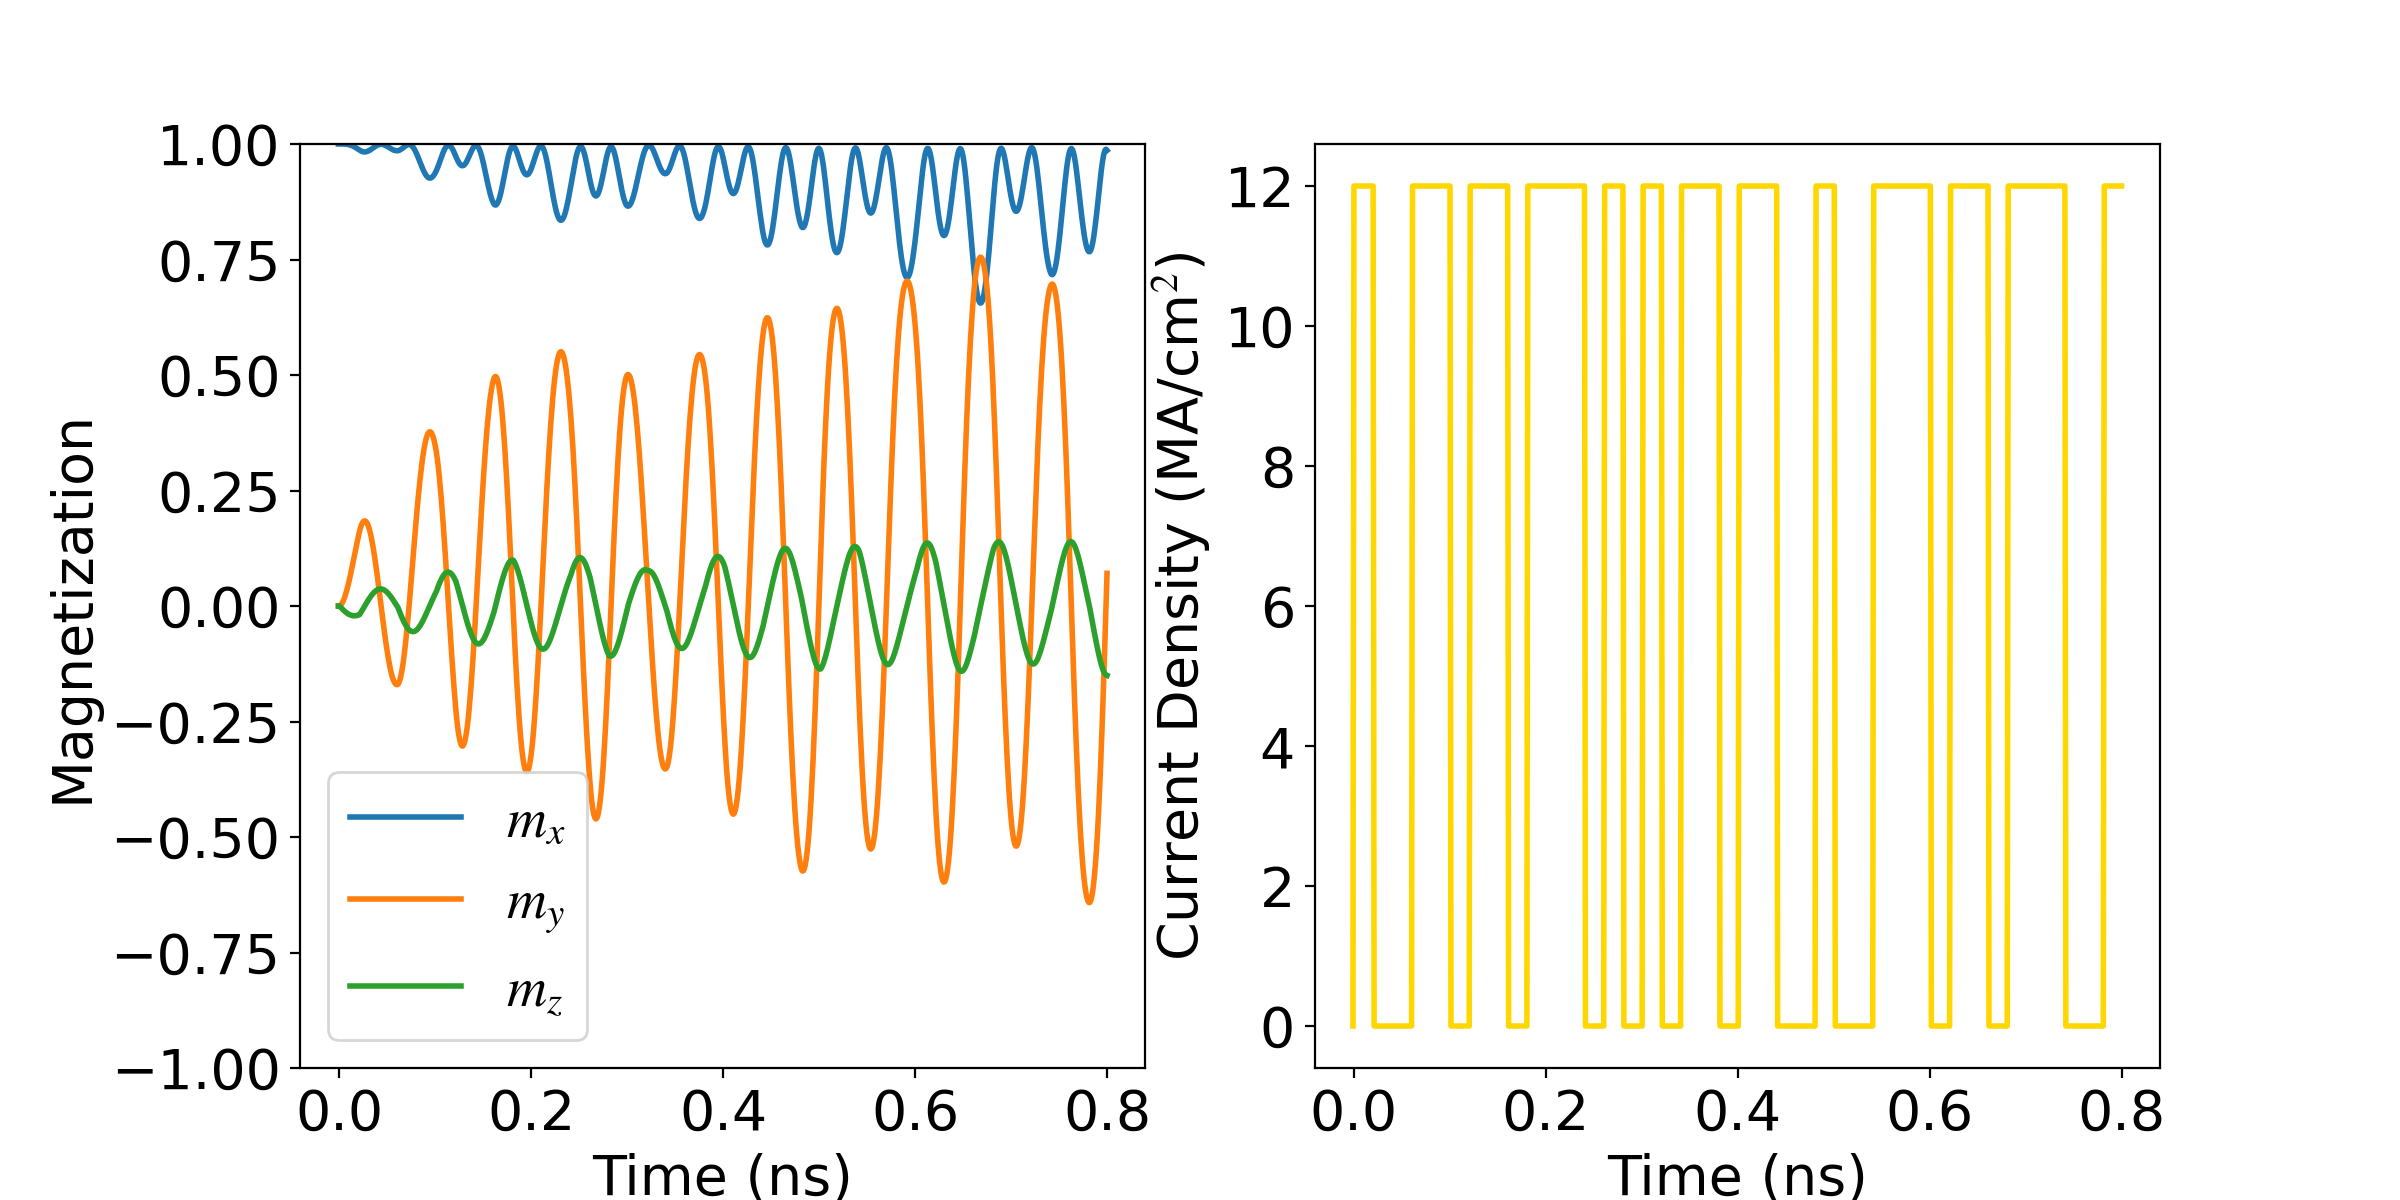 Magnetization
1.00
0.75
0.50
0.25
0.00
−0.25
−0.50
−0.75
−1.00
m_x
m_y
m_z
0.0 0.2 0.4 0.6 0.8
Time (ns)
Current Density (MA/cm²)
12
10
8
6
4
2
0
0.0 0.2 0.4 0.6 0.8
Time (ns)